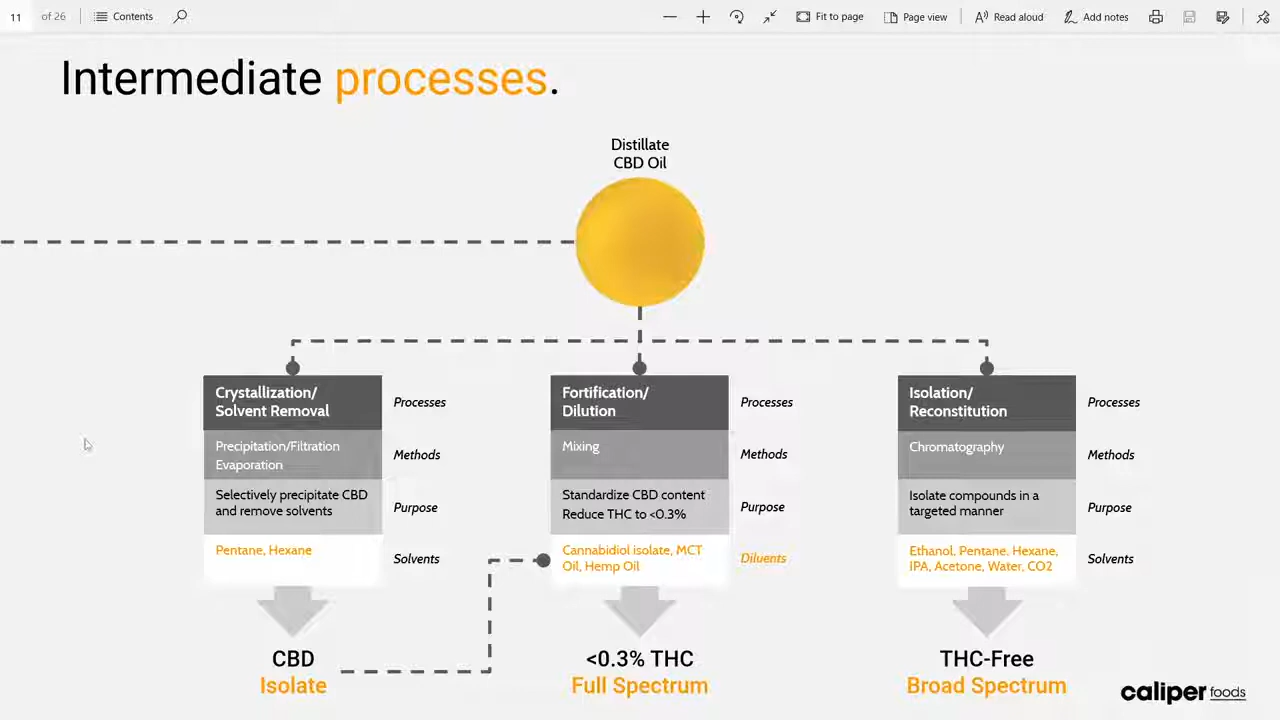 11 of 26 Contents Fit to page Page view Read aloud Add notes
Intermediate processes.
Distillate
CBD Oil
Crystallization/
Solvent Removal
Processes
Precipitation/Filtration
Evaporation
Methods
Selectively precipitate CBD
and remove solvents
Purpose
Pentane, Hexane
Solvents
CBD
Isolate
Fortification/
Dilution
Processes
Mixing
Methods
Standardize CBD content
Reduce THC to <0.3%
Purpose
Cannabidiol isolate, MCT
Oil, Hemp Oil
Diluents
<0.3% THC
Full Spectrum
Isolation/
Reconstitution
Processes
Chromatography
Methods
Isolate compounds in a
targeted manner
Purpose
Ethanol, Pentane, Hexane,
IPA, Acetone, Water, CO2
Solvents
THC-Free
Broad Spectrum
caliper foods